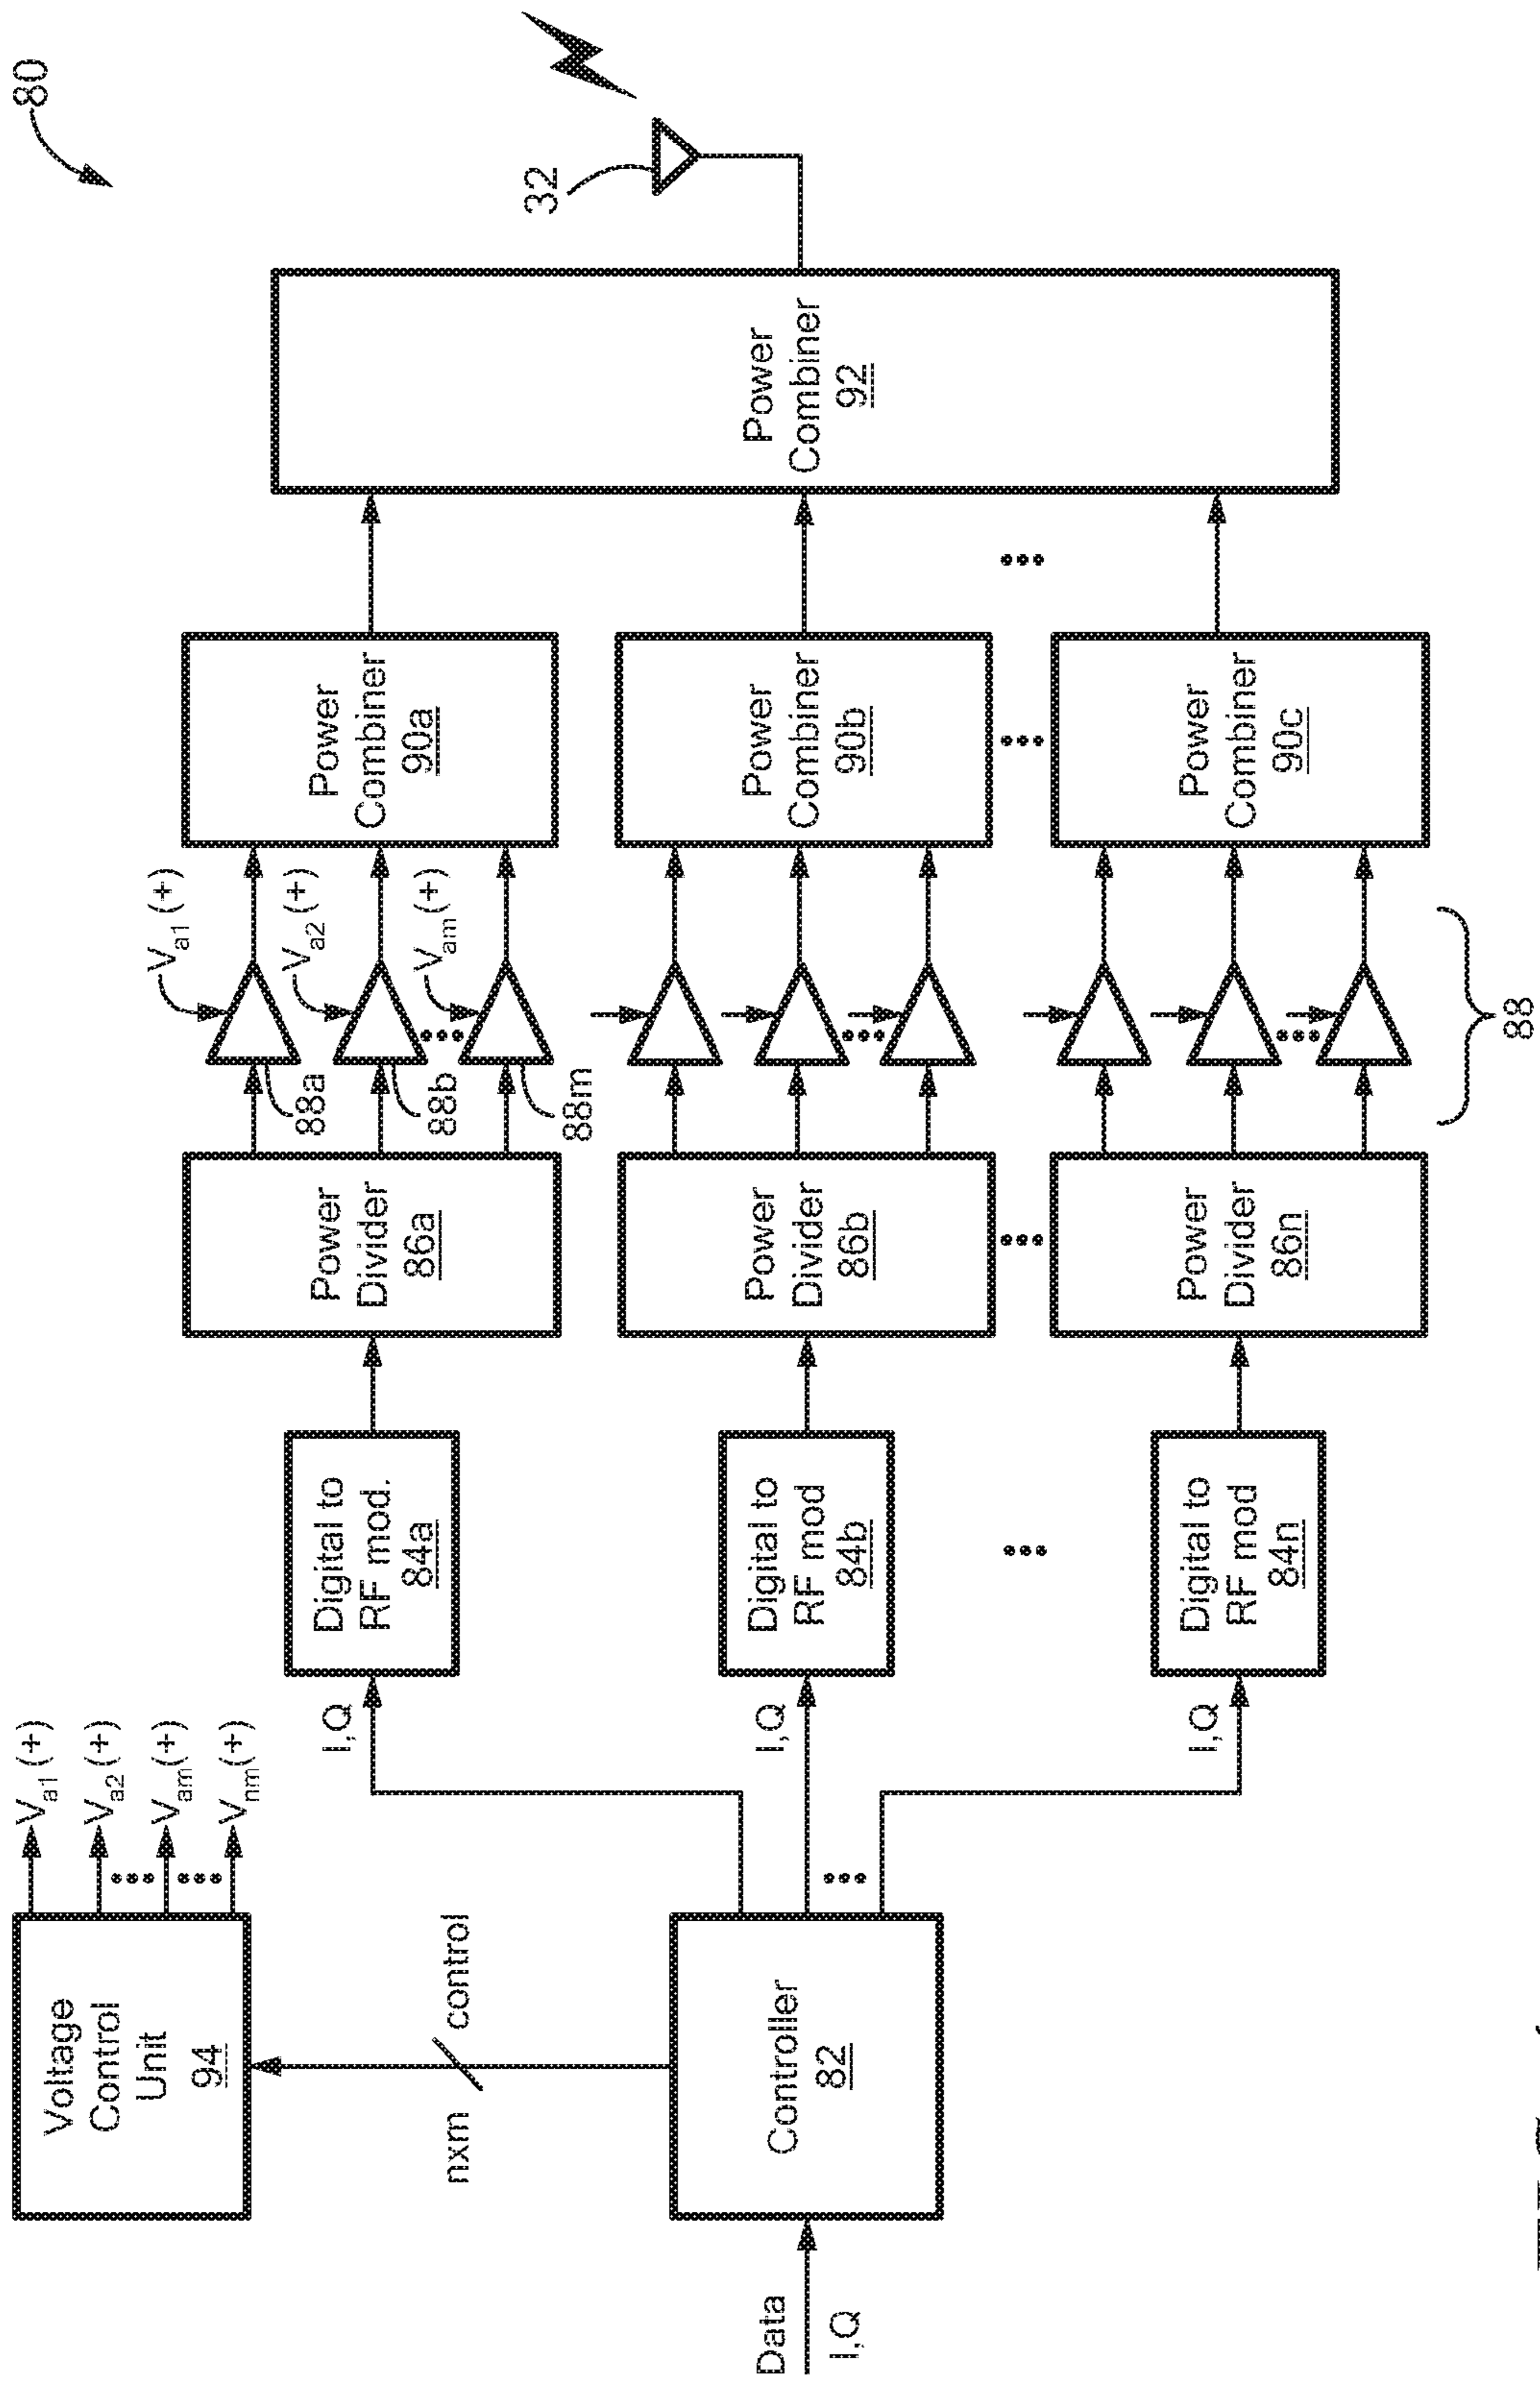 80
Voltage
Control
Unit
94
Va1(+)
Va2(+)
Vam(+)
Vnm(+)
nxm
control
Data
I,Q
Controller
82
I,Q
Digital to
RF mod.
84a
Power
Divider
86a
88a
88b
88m
Va1(+)
Va2(+)
Vam(+)
Power
Combiner
90a
I,Q
Digital to
RF mod
84b
Power
Divider
86b
Power
Combiner
90b
I,Q
Digital to
RF mod
84n
Power
Divider
86n
88
Power
Combiner
90c
Power
Combiner
92
32